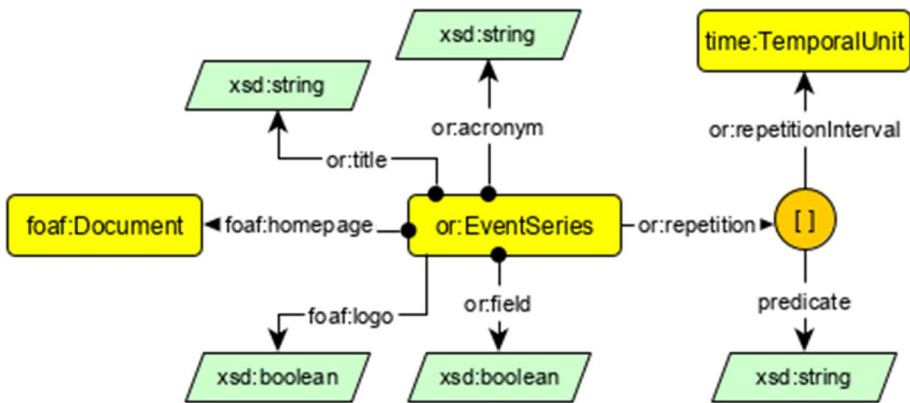 xsd:string
time:TemporalUnit
xsd:string
or:acronym
or:repetitionInterval
or:title
foaf:Document
foaf:homepage
or:EventSeries
or:repetition
[ ]
foaf:logo
or:field
predicate
xsd:boolean
xsd:boolean
xsd:string